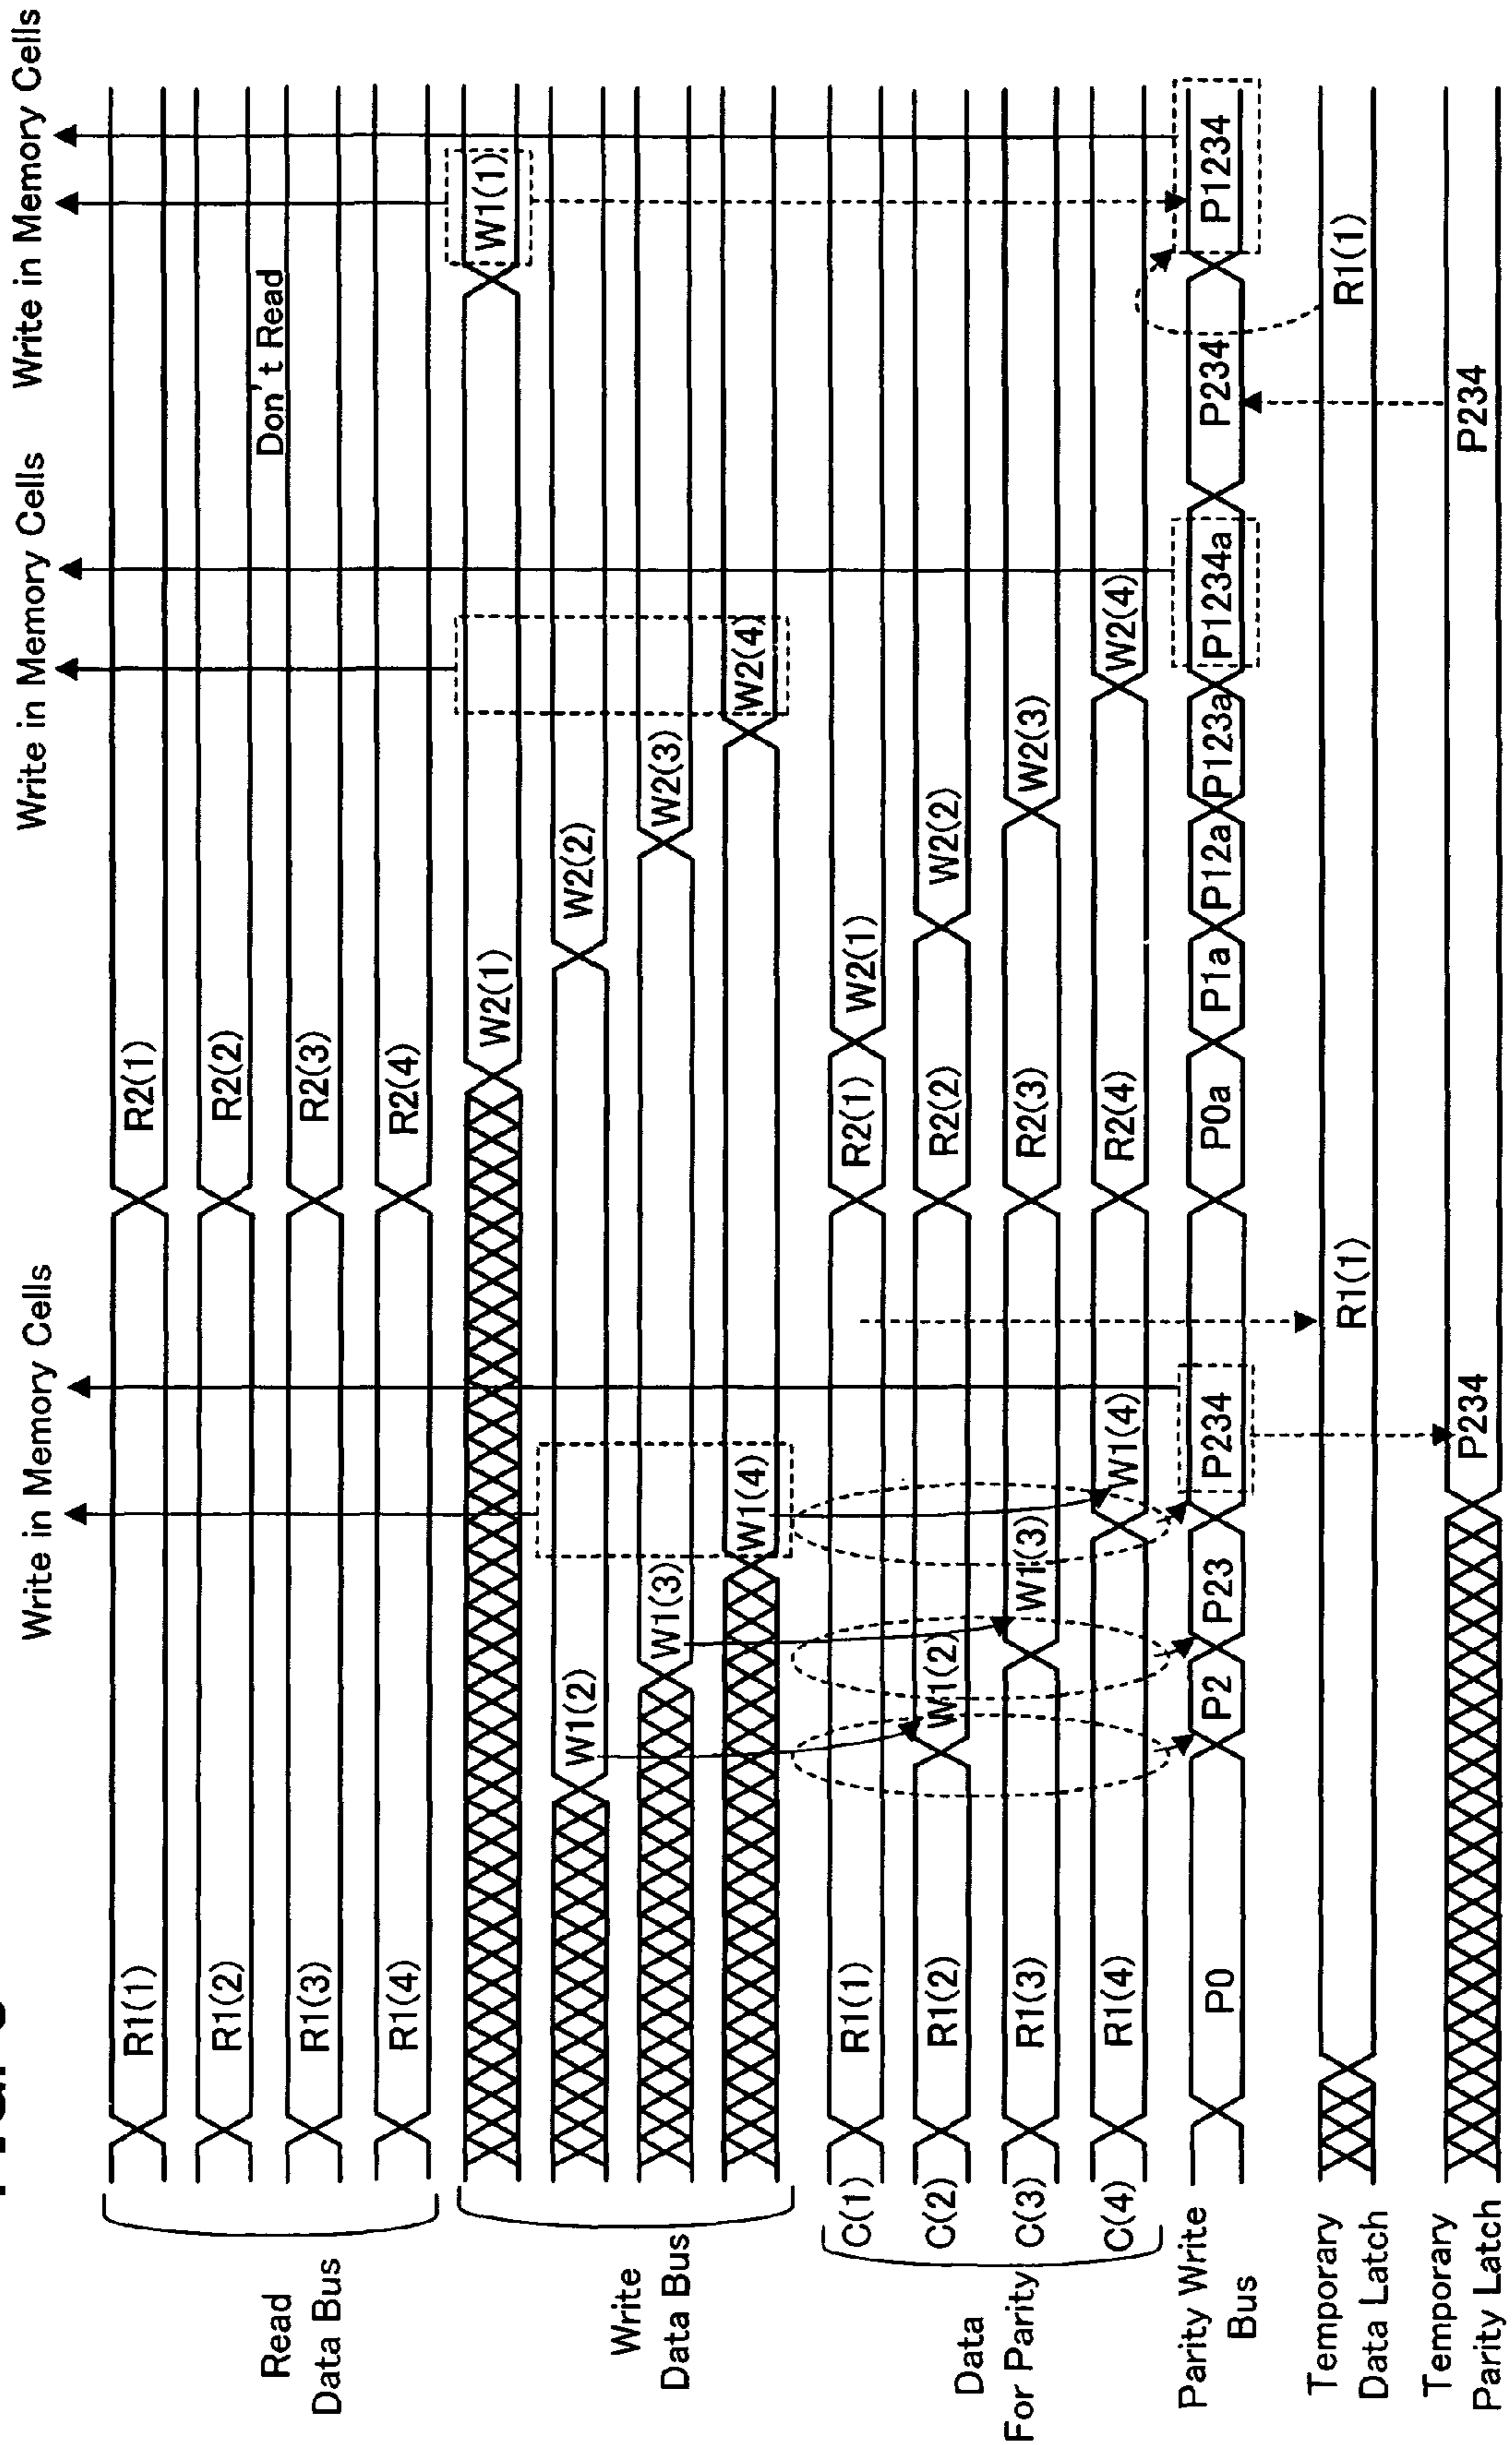 Write in Memory Cells
Write in Memory Cells
Write in Memory Cells
Read
Data Bus
R1(1)
R2(1)
R1(2)
R2(2)
R1(3)
R2(3)
Don't Read
R1(4)
R2(4)
Write
Data Bus
W2(1)
W1(1)
W1(2)
W2(2)
W1(3)
W2(3)
W1(4)
W2(4)
Data
For Parity
C(1)
R1(1)
R2(1)
W2(1)
C(2)
R1(2)
W1(2)
R2(2)
W2(2)
C(3)
R1(3)
W1(3)
R2(3)
W2(3)
C(4)
R1(4)
W1(4)
R2(4)
W2(4)
Parity Write
Bus
P0
P2
P23
P234
P0a
P1a
P12a
P123a
P1234a
P234
P1234
Temporary
Data Latch
R1(1)
R1(1)
Temporary
Parity Latch
P234
P234